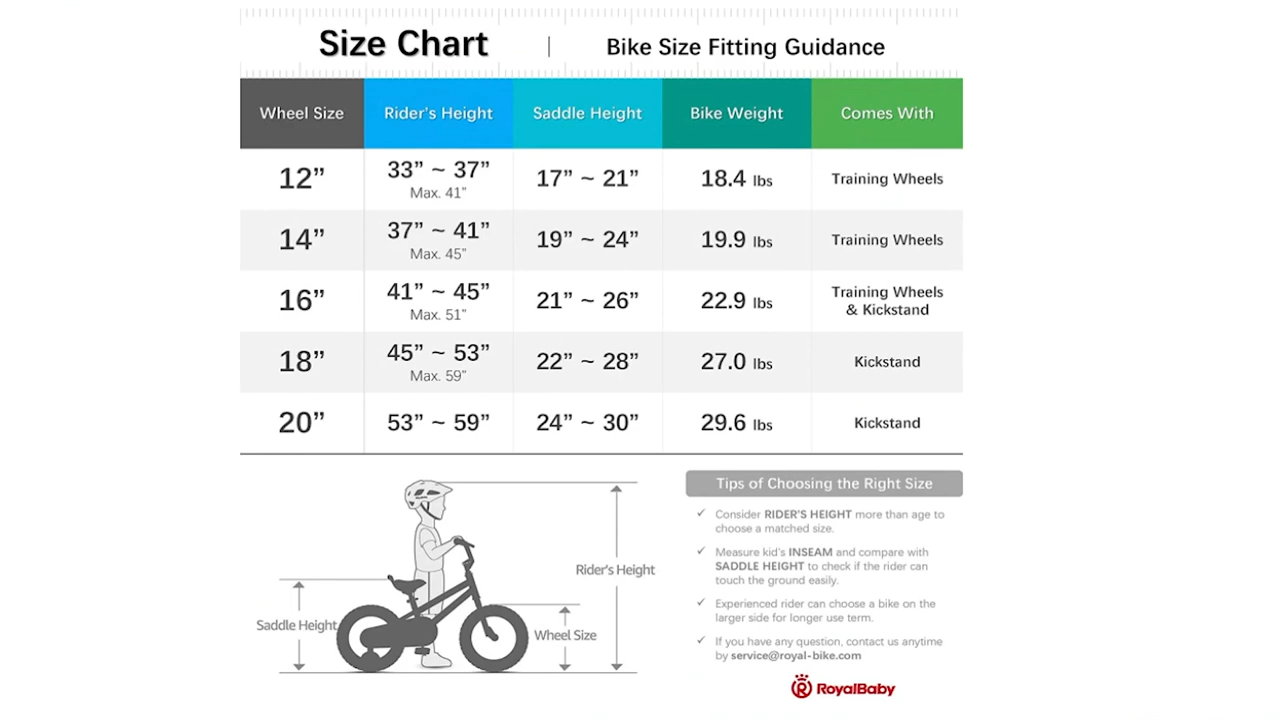 Size Chart | Bike Size Fitting Guidance
Wheel Size Rider's Height Saddle Height Bike Weight Comes With
12” 33” ~ 37” 17” ~ 21” 18.4 lbs Training Wheels
Max. 41”
14” 37” ~ 41” 19” ~ 24” 19.9 lbs Training Wheels
Max. 45”
16” 41” ~ 45” 21” ~ 26” 22.9 lbs Training Wheels
Max. 51” & Kickstand
18” 45” ~ 53” 22” ~ 28” 27.0 lbs Kickstand
Max. 59”
20” 53” ~ 59” 24” ~ 30” 29.6 lbs Kickstand
Rider's Height
Saddle Height
Wheel Size
Tips of Choosing the Right Size
✓ Consider RIDER'S HEIGHT more than age to
choose a matched size.
✓ Measure kid's INSEAM and compare with
SADDLE HEIGHT to check if the rider can
touch the ground easily.
✓ Experienced rider can choose a bike on the
larger side for longer use term.
✓ If you have any question, contact us anytime
by service@royal-bike.com
RoyalBaby